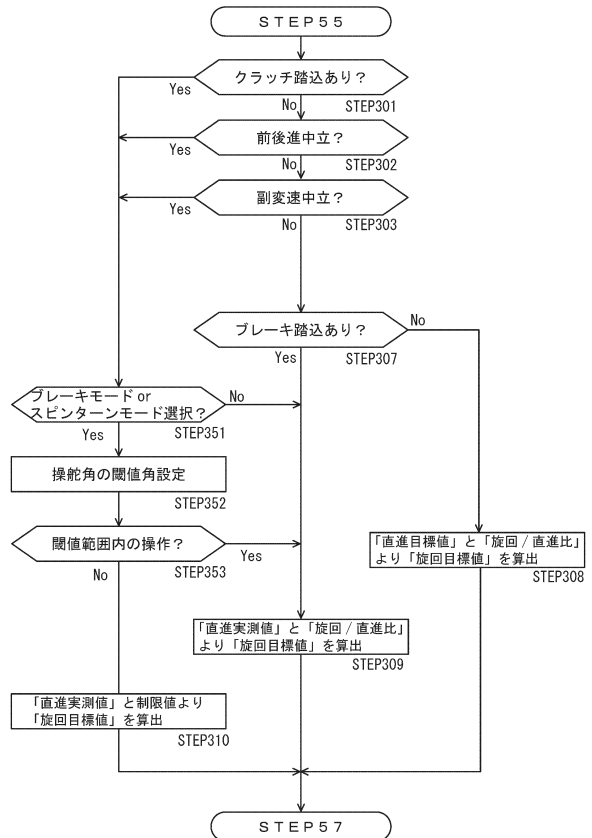 STEP55
クラッチ踏込あり？
Yes
No
STEP301
前後進中立？
Yes
No
STEP302
副変速中立？
Yes
No
STEP303
ブレーキ踏込あり？
No
Yes
STEP307
ブレーキモード or
スピンターンモード選択？
No
Yes
STEP351
操舵角の閾値角設定
STEP352
閾値範囲内の操作？
Yes
No
STEP353
「直進目標値」と「旋回/直進比」
より「旋回目標値」を算出
STEP308
「直進実測値」と「旋回/直進比」
より「旋回目標値」を算出
STEP309
「直進実測値」と制限値より
「旋回目標値」を算出
STEP310
STEP57